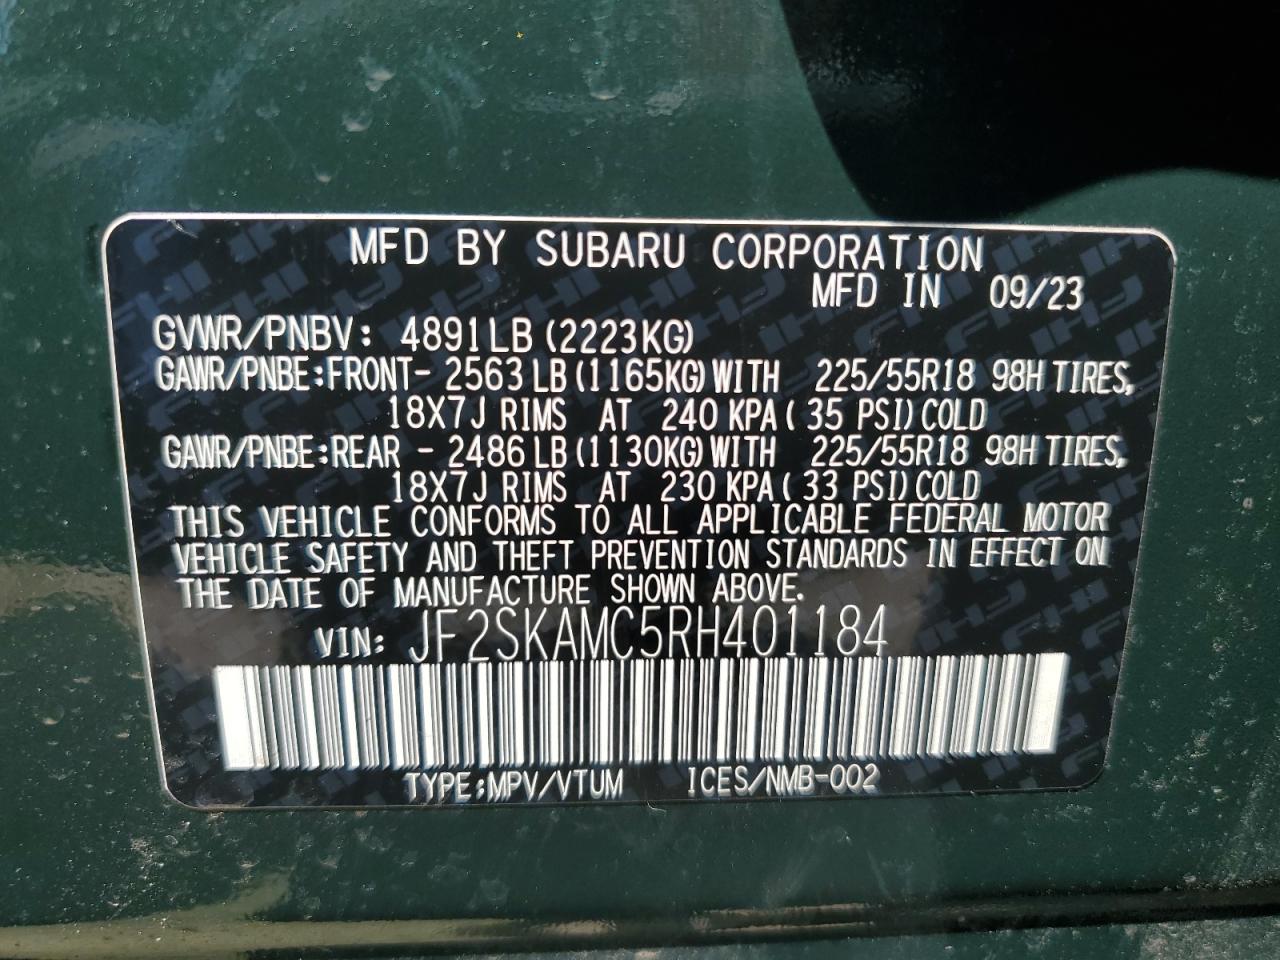 MFD BY SUBARU CORPORATION
MFD IN 09/23
GVWR/PNBV: 4891LB (2223KG)
GAWR/PNBE:FRONT- 2563 LB (1165KG) WITH 225/55R18 98H TIRES,
18X7J RIMS AT 240 KPA ( 35 PSI) COLD
GAWR/PNBE:REAR - 2486 LB (1130KG) WITH 225/55R18 98H TIRES,
18X7J RIMS AT 230 KPA ( 33 PSI) COLD
THIS VEHICLE CONFORMS TO ALL APPLICABLE FEDERAL MOTOR
VEHICLE SAFETY AND THEFT PREVENTION STANDARDS IN EFFECT ON
THE DATE OF MANUFACTURE SHOWN ABOVE.
VIN: JF2SKAMC5RH401184
TYPE:MPV/VTUM ICES/NMB-002